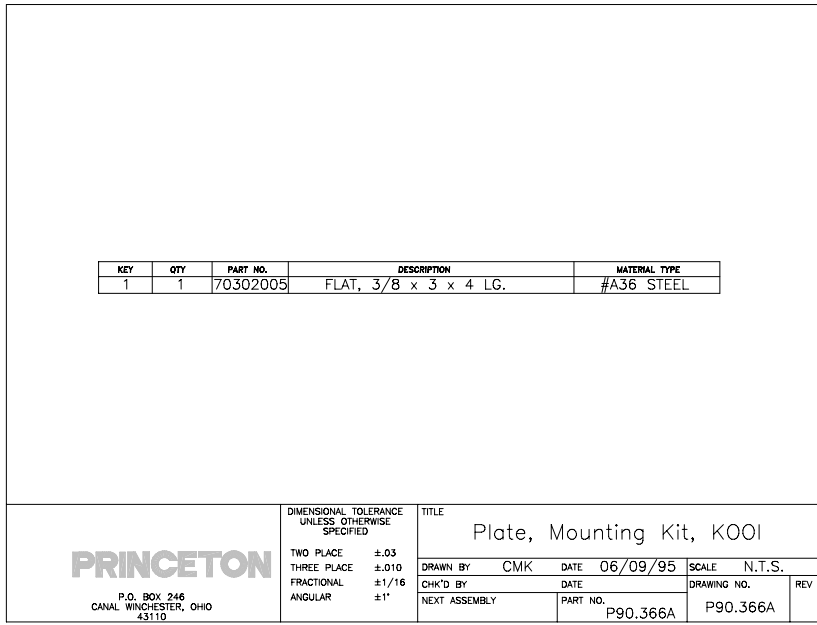 KEY QTY PART NO. DESCRIPTION MATERIAL TYPE
1 1 70302005 FLAT, 3/8 x 3 x 4 LG. #A36 STEEL
PRINCETON
P.O. BOX 246
CANAL WINCHESTER, OHIO
43110
DIMENSIONAL TOLERANCE
UNLESS OTHERWISE
SPECIFIED
TWO PLACE ±.03
THREE PLACE ±.010
FRACTIONAL ±1/16
ANGULAR ±1°
TITLE
Plate, Mounting Kit, KOOI
DRAWN BY CMK DATE 06/09/95 SCALE N.T.S.
CHK'D BY DATE DRAWING NO. REV
NEXT ASSEMBLY PART NO. P90.366A P90.366A